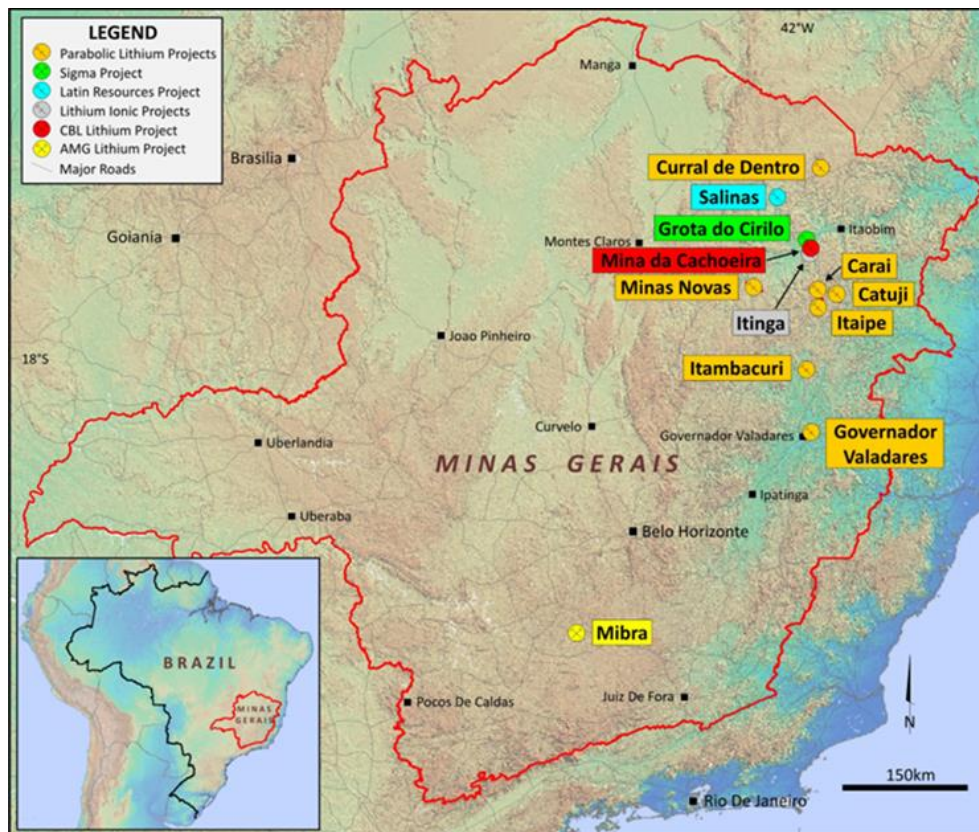 LEGEND
Parabolic Lithium Projects
Sigma Project
Latin Resources Project
Lithium Ionic Projects
CBL Lithium Project
AMG Lithium Project
Major Roads
42°W
Manga
Brasilia
Curral de Dentro
Salinas
Goiania
Grota do Cirilo
Itaobim
Montes Claros
Mina da Cachoeira
Carai
Minas Novas
Catuji
Itinga
Itaipe
Joao Pinheiro
18°S
Itambacuri
Curvelo
Uberlandia
Governador Valadares
Governador
Valadares
MINAS GERAIS
Ipatinga
Uberaba
Belo Horizonte
Mibra
BRAZIL
MINAS
GERAIS
Pocos De Caldas
Juiz De Fora
N
150km
Rio De Janeiro